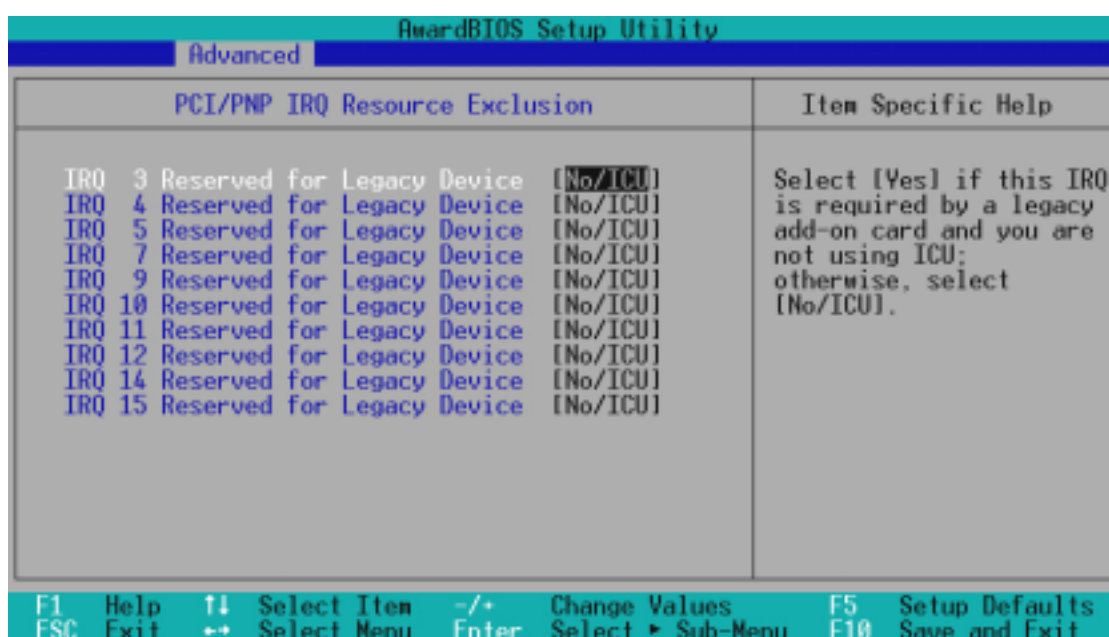 AwardBIOS Setup Utility
Advanced
PCI/PNP IRQ Resource Exclusion
Item Specific Help
IRQ 3 Reserved for Legacy Device [No/ICU]
IRQ 4 Reserved for Legacy Device [No/ICU]
IRQ 5 Reserved for Legacy Device [No/ICU]
IRQ 7 Reserved for Legacy Device [No/ICU]
IRQ 9 Reserved for Legacy Device [No/ICU]
IRQ 10 Reserved for Legacy Device [No/ICU]
IRQ 11 Reserved for Legacy Device [No/ICU]
IRQ 12 Reserved for Legacy Device [No/ICU]
IRQ 14 Reserved for Legacy Device [No/ICU]
IRQ 15 Reserved for Legacy Device [No/ICU]
Select [Yes] if this IRQ
is required by a legacy
add-on card and you are
not using ICU;
otherwise, select
[No/ICU].
F1 Help ↑↓ Select Item -/+ Change Values F5 Setup Defaults
ESC Exit ←→ Select Menu Enter Select ► Sub-Menu F10 Save and Exit